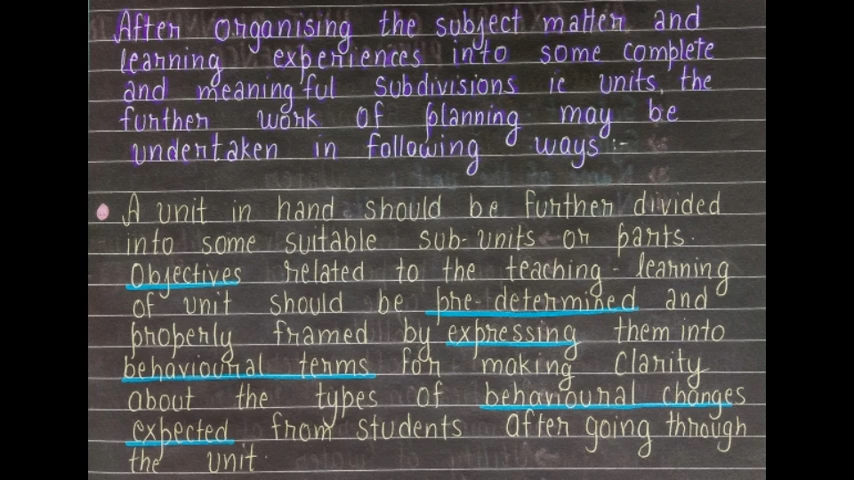 After organising the subject matter and
learning experiences into some complete
and meaningful subdivisions ie units, the
further work of planning may be
undertaken in following ways :-
A unit in hand should be further divided
into some suitable sub-units or parts.
Objectives related to the teaching-learning
of unit should be pre-determined and
properly framed by expressing them into
behavioural terms for making clarity
about the types of behavioural changes
expected from students after going through
the unit.